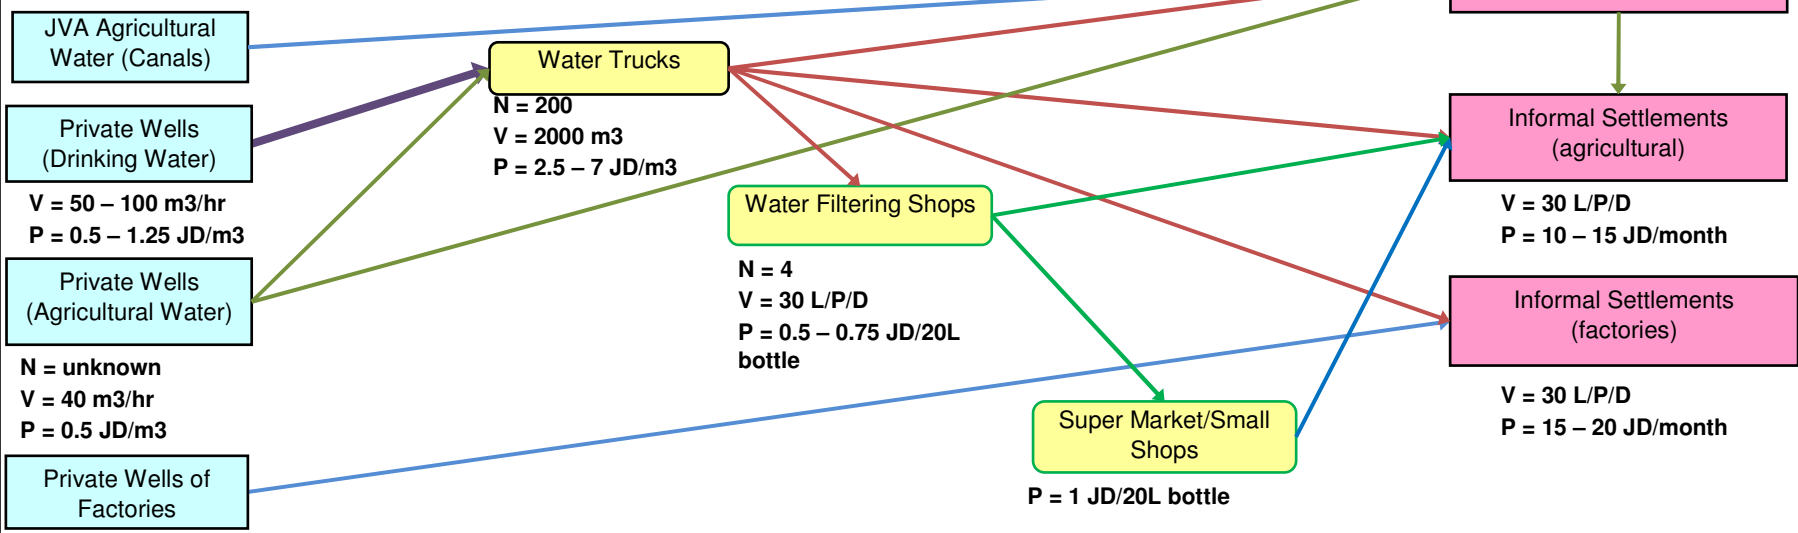 JVA Agricultural
Water (Canals)
Water Trucks
N = 200
V = 2000 m3
P = 2.5 – 7 JD/m3
Private Wells
(Drinking Water)
V = 50 – 100 m3/hr
P = 0.5 – 1.25 JD/m3
Informal Settlements
(agricultural)
V = 30 L/P/D
P = 10 – 15 JD/month
Water Filtering Shops
N = 4
V = 30 L/P/D
P = 0.5 – 0.75 JD/20L
bottle
Private Wells
(Agricultural Water)
N = unknown
V = 40 m3/hr
P = 0.5 JD/m3
Informal Settlements
(factories)
V = 30 L/P/D
P = 15 – 20 JD/month
Super Market/Small
Shops
P = 1 JD/20L bottle
Private Wells of
Factories